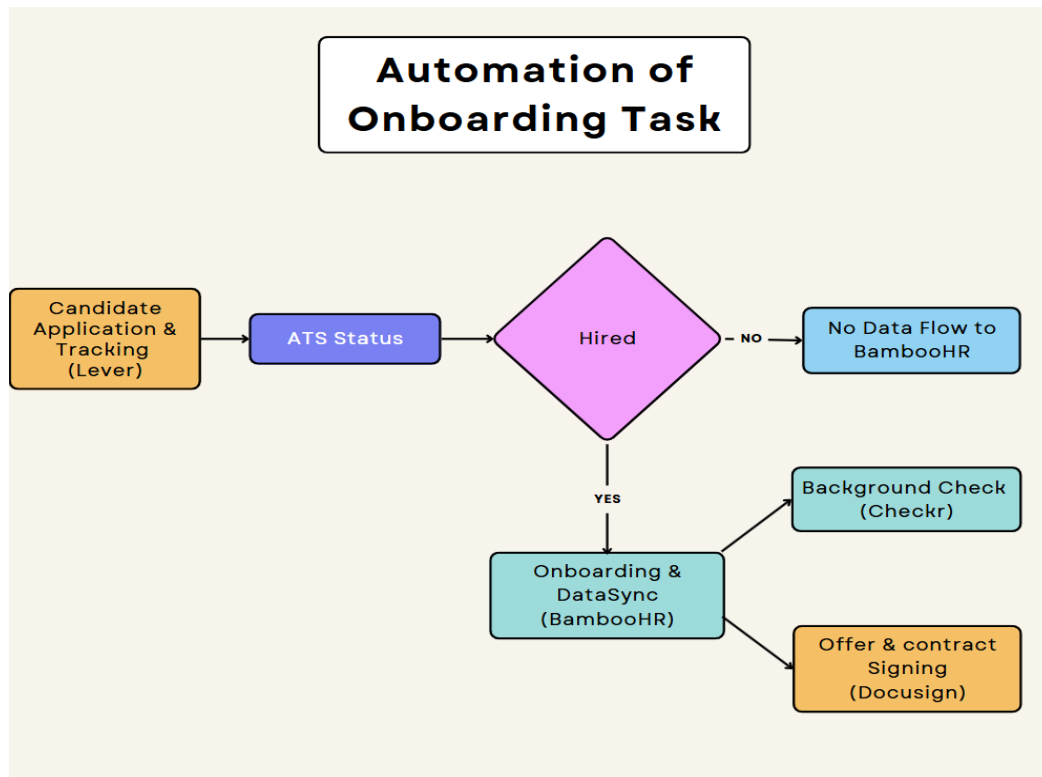 Automation of
Onboarding Task
Candidate
Application &
Tracking
(Lever)
ATS Status
Hired
NO
No Data Flow to
BambooHR
YES
Onboarding &
DataSync
(BambooHR)
Background Check
(Checkr)
Offer & contract
Signing
(Docusign)